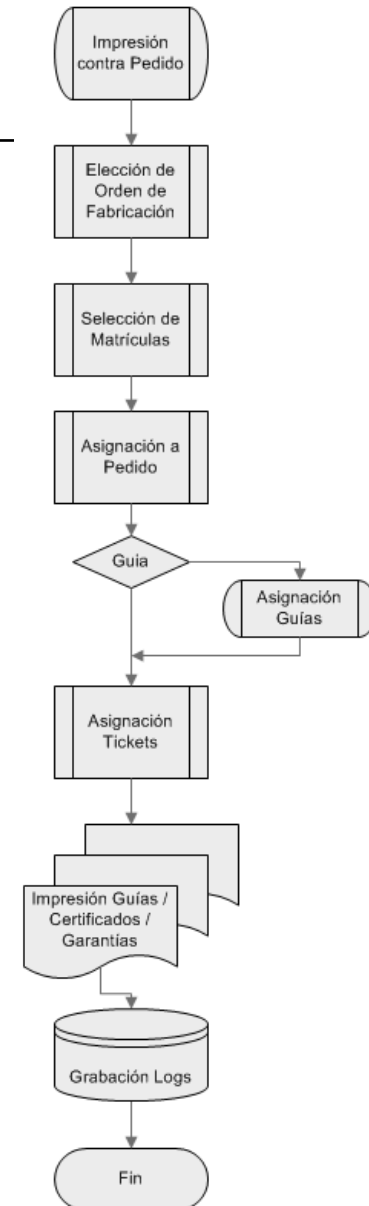 Impresión
contra Pedido
Elección de
Orden de
Fabricación
Selección de
Matrículas
Asignación a
Pedido
Guia
Asignación
Guías
Asignación
Tickets
Impresión Guías /
Certificados /
Garantías
Grabación Logs
Fin